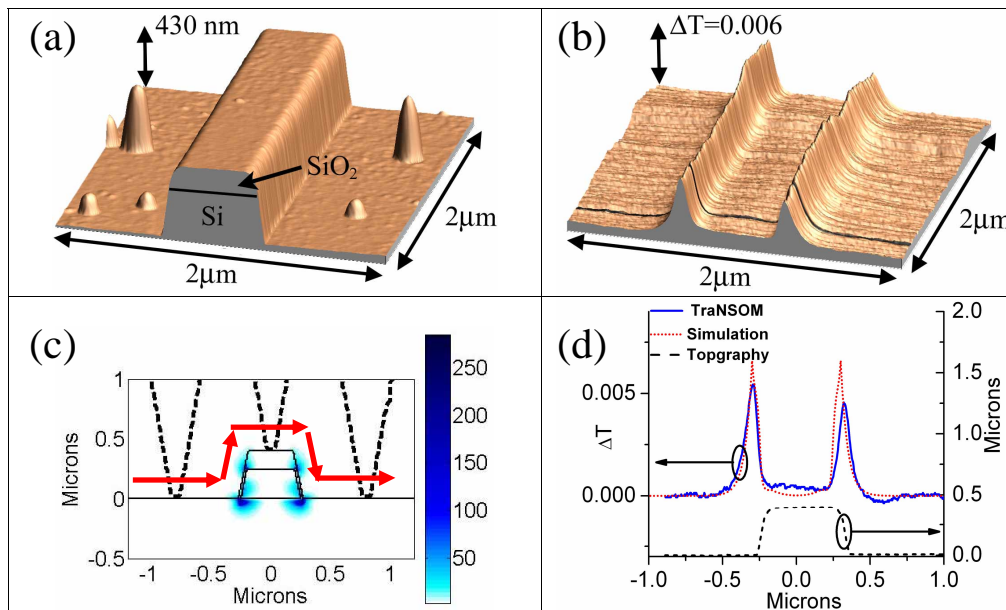 (a)
430 nm
SiO₂
Si
2μm
2μm
(b)
ΔT=0.006
2μm
2μm
(c)
Microns
1
0.5
0
-0.5
-1
-0.5
0
0.5
1
Microns
250
200
150
100
50
(d)
TraNSOM
Simulation
Topgraphy
ΔT
0.005
0.000
2.0
1.5
1.0
0.5
0.0
Microns
-1.0
-0.5
0.0
0.5
1.0
Microns